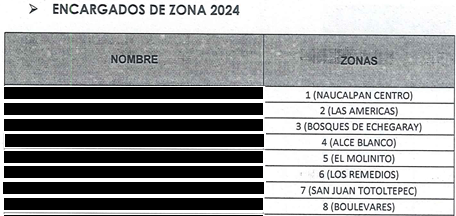 ➤ ENCARGADOS DE ZONA 2024
NOMBRE ZONAS
1 (NAUCALPAN CENTRO)
2 (LAS AMERICAS)
3 (BOSQUES DE ECHEGARAY)
4 (ALCE BLANCO)
5 (EL MOLINITO)
6 (LOS REMEDIOS)
7 (SAN JUAN TOTOLTEPEC)
8 (BOULEVARES)